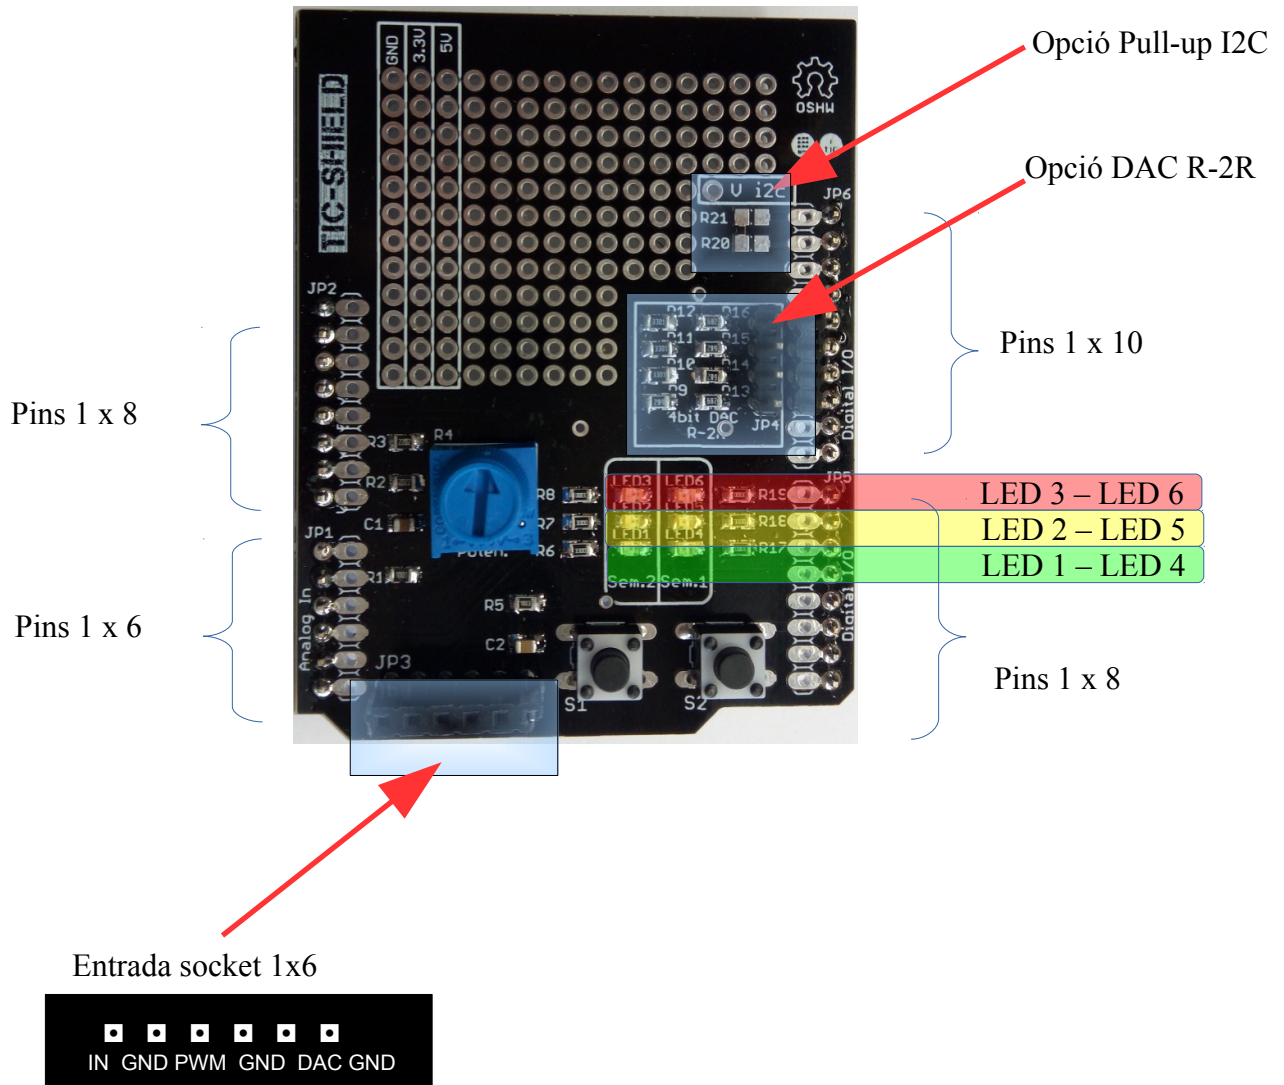 Opció Pull-up I2C
GND
3.3V
5V
OSHW
TIC-SHIELD
Opció DAC R-2R
V i2c
JP6
R21
R20
JP2
R12 R16
R11 R15
R10 R14
R9 R13
4bit DAC
R-2R
JP4
Digital I/O
Pins 1 x 10
Pins 1 x 8
R3
R4
R2
C1
JP1
R1
Poten.
R8
LED3 LED6
R19
JP5
LED 3 – LED 6
R7
LED2 LED5
R18
LED 2 – LED 5
R6
LED1 LED4
R17
LED 1 – LED 4
Sem.2 Sem.1
Digital I/O
Pins 1 x 6
Analog In
R5
C2
JP3
S1
S2
Pins 1 x 8
Entrada socket 1x6
IN GND PWM GND DAC GND